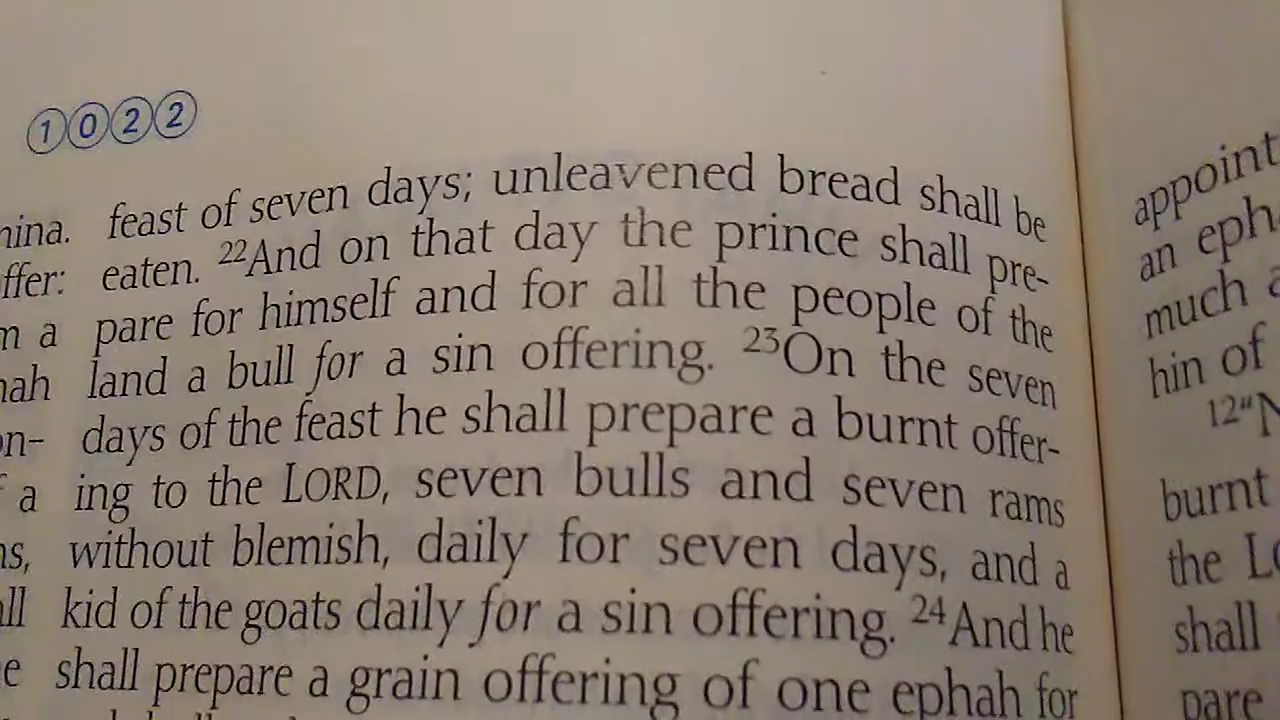 1022
feast of seven days; unleavened bread shall be
eaten. 22And on that day the prince shall pre-
pare for himself and for all the people of the
land a bull for a sin offering. 23On the seven
days of the feast he shall prepare a burnt offer-
ing to the LORD, seven bulls and seven rams
without blemish, daily for seven days, and a
kid of the goats daily for a sin offering. 24And he
shall prepare a grain offering of one ephah for
appoint
an eph
much a
hin of
12"N
burnt
the Lo
shall
pare